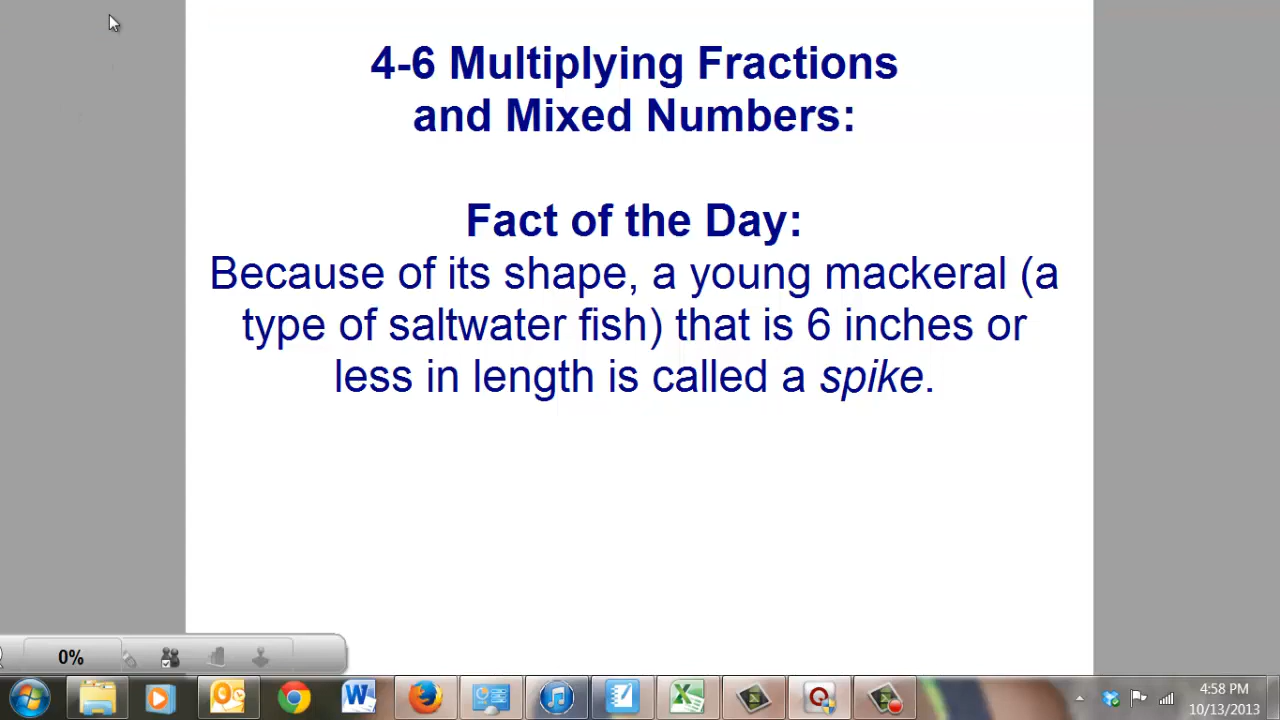 4-6 Multiplying Fractions
and Mixed Numbers:
Fact of the Day:
Because of its shape, a young mackeral (a
type of saltwater fish) that is 6 inches or
less in length is called a spike.
0%
4:58 PM
10/13/2013